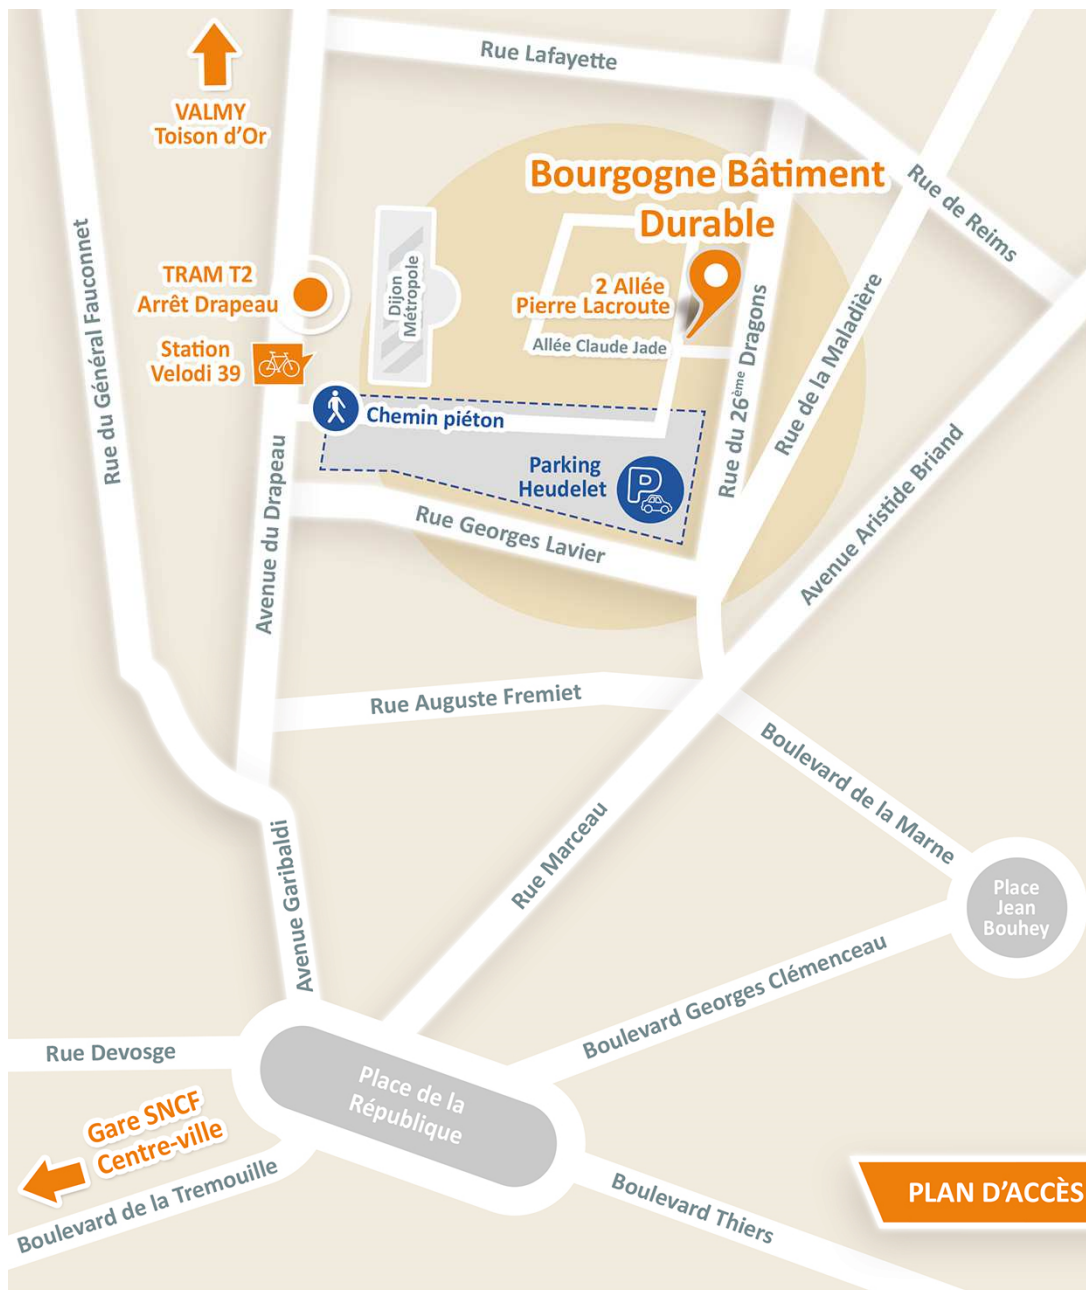 Rue Lafayette
VALMY
Toison d'Or
Bourgogne Bâtiment
Durable
Rue de Reims
Rue du Général Fauconnet
TRAM T2
Arrêt Drapeau
Dijon
Métropole
2 Allée
Pierre Lacroute
Allée Claude Jade
Rue du 26ème Dragons
Rue de la Maladière
Station
Velodi 39
Chemin piéton
Parking
Heudelet
P
Avenue du Drapeau
Rue Georges Lavier
Avenue Aristide Briand
Rue Auguste Fremiet
Boulevard de la Marne
Rue Marceau
Avenue Garibaldi
Place
Jean
Bouhey
Boulevard Georges Clémenceau
Rue Devosge
Place de la
République
Gare SNCF
Centre-ville
Boulevard de la Tremouille
Boulevard Thiers
PLAN D'ACCÈS